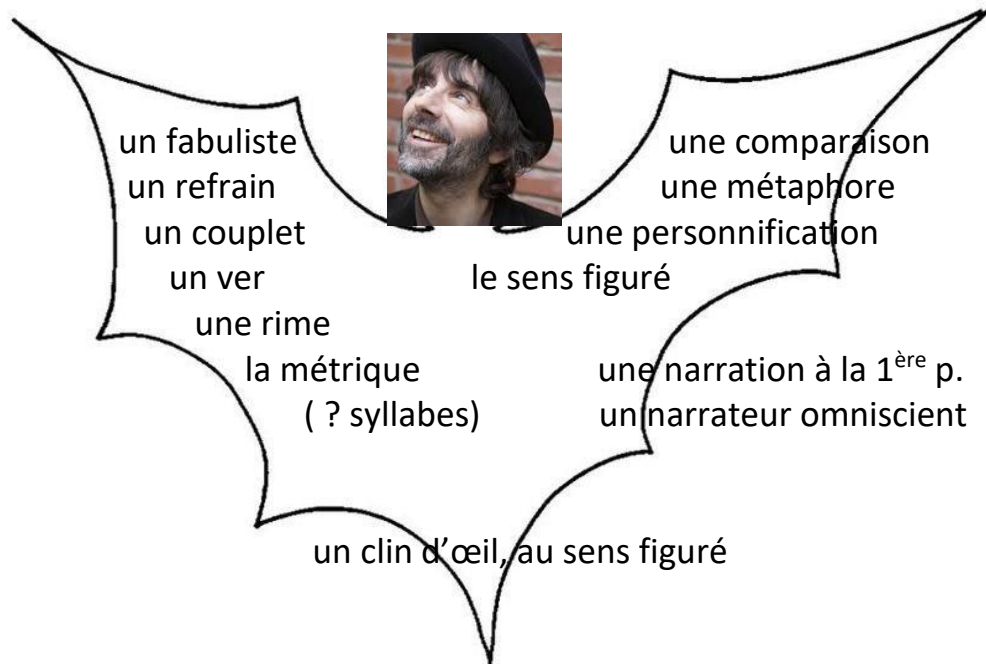 un fabuliste
un refrain
un couplet
un ver
une rime
la métrique
( ? syllabes)
une comparaison
une métaphore
une personnification
le sens figuré
une narration à la 1ère p.
un narrateur omniscient
un clin d’œil, au sens figuré